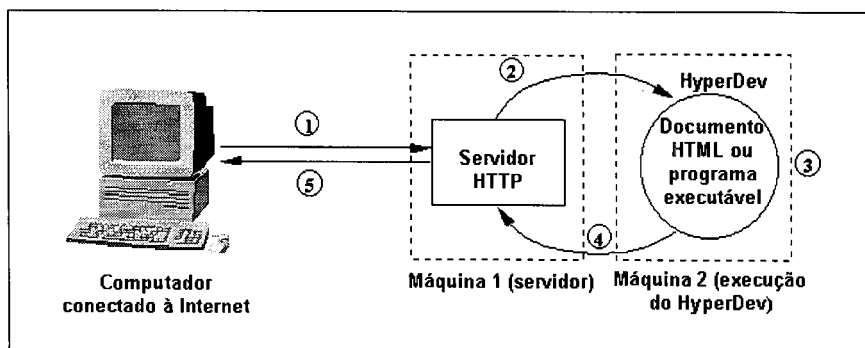 ①
②
HyperDev
Documento
HTML ou
programa
executável
③
Servidor
HTTP
⑤
④
Computador
conectado à Internet
Máquina 1 (servidor)
Máquina 2 (execução
do HyperDev)